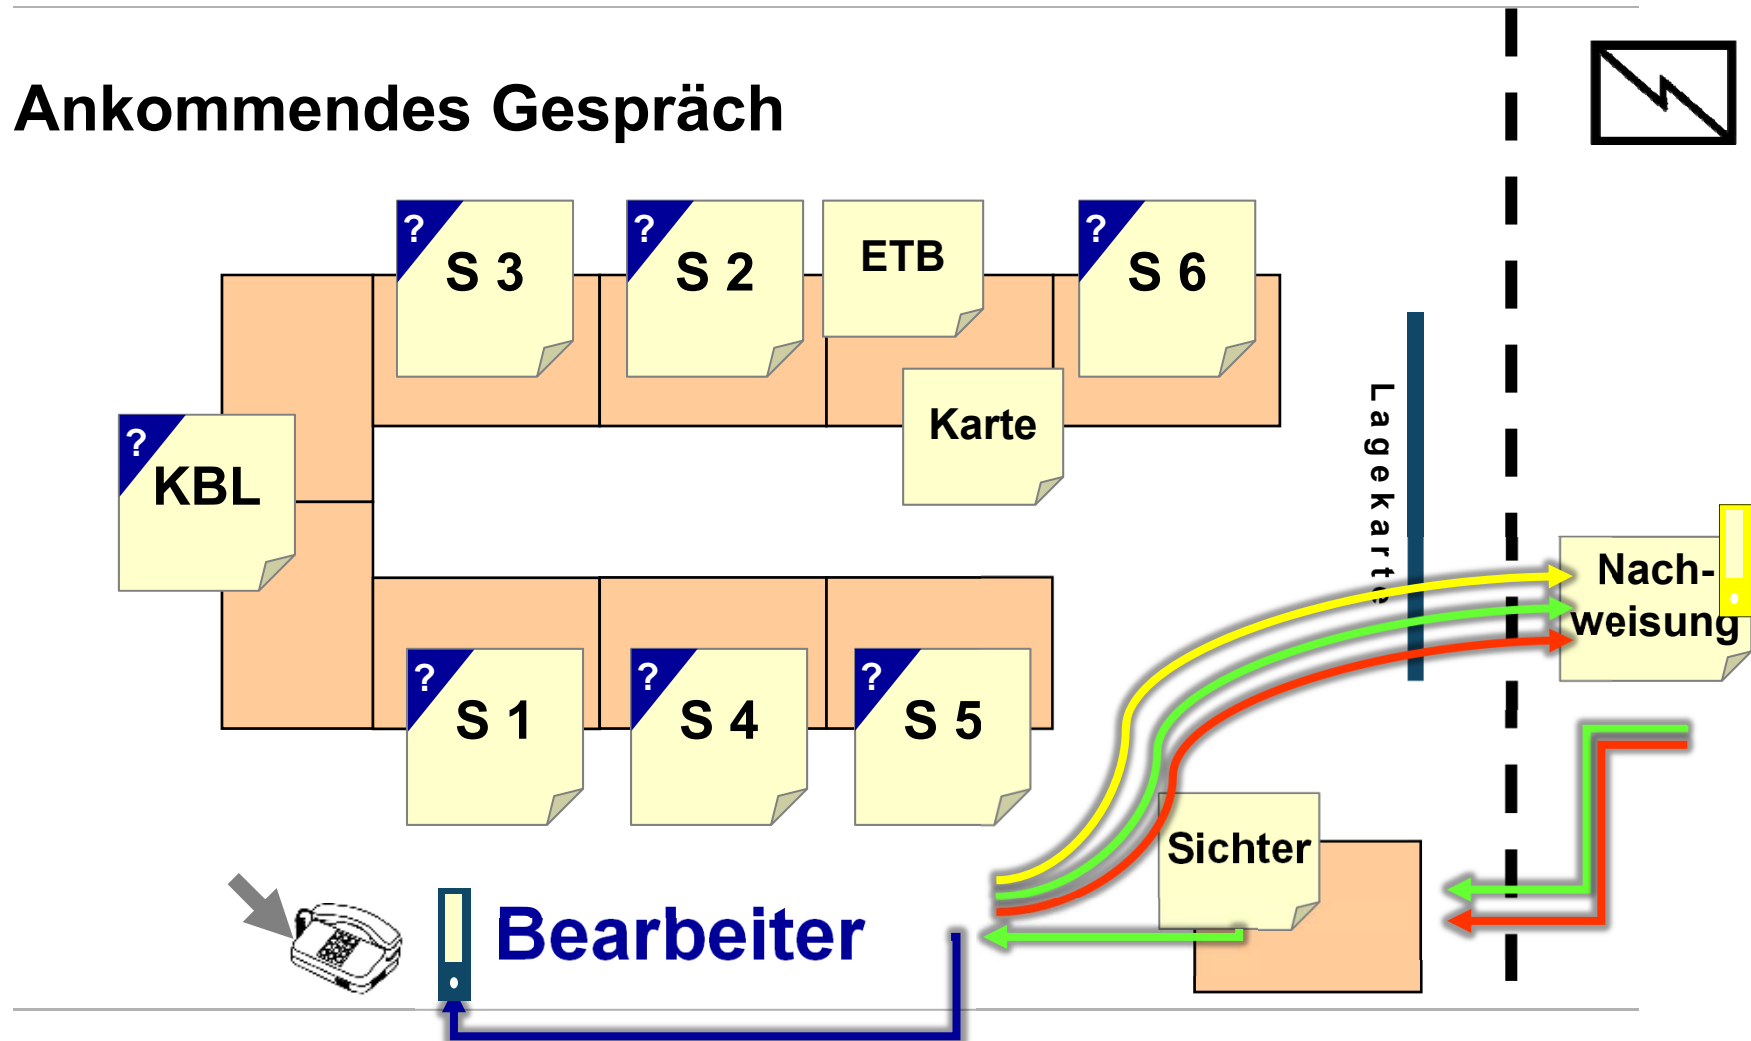 Ankommendes Gespräch
?
S 3
?
S 2
ETB
?
S 6
Karte
?
KBL
Lagekarte
Nach-
weisung
?
S 1
?
S 4
?
S 5
Sichter
Bearbeiter